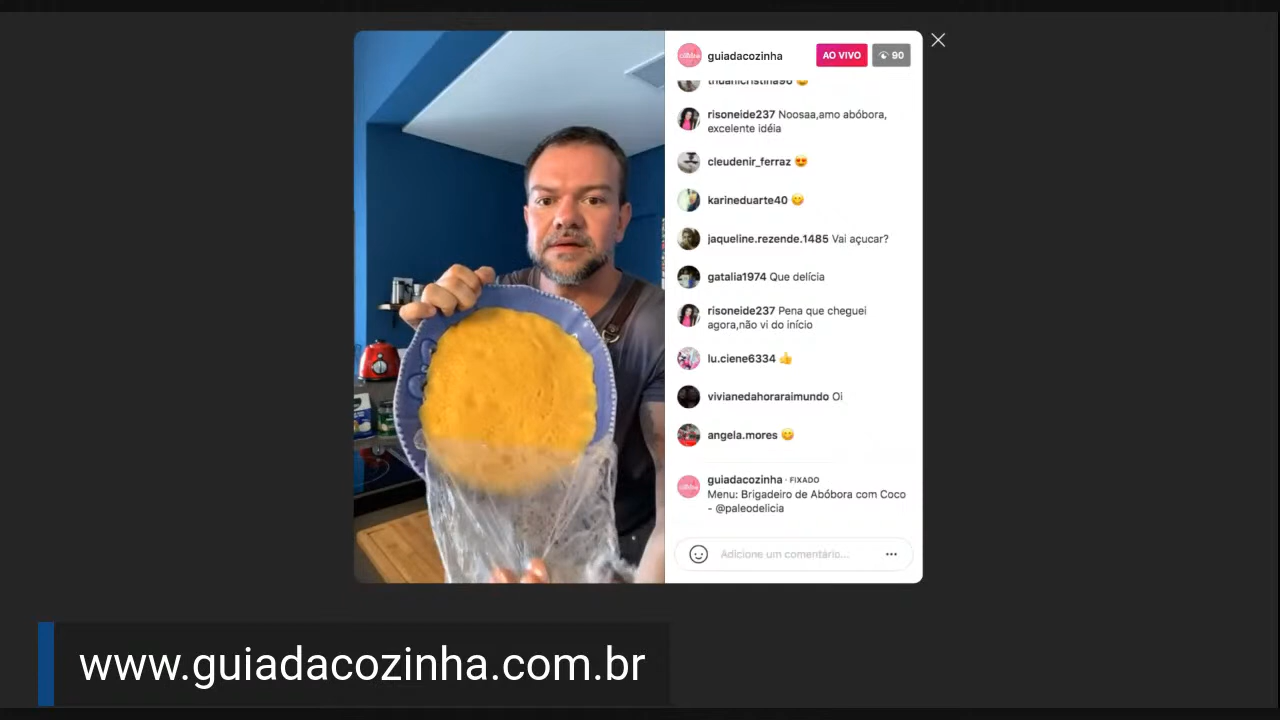 guiadacozinha
AO VIVO
90
thuanicristina96
risoneide237 Noosaa,amo abóbora,
excelente idéia
cleudenir_ferraz 😍
karineduarte40 😋
jaqueline.rezende.1485 Vai açucar?
gatalia1974 Que delícia
risoneide237 Pena que cheguei
agora,não vi do início
lu.ciene6334 👍
vivianedahoraraimundo Oi
angela.mores 😋
guiadacozinha · FIXADO
Menu: Brigadeiro de Abóbora com Coco
- @paleodelicia
Adicione um comentário...
www.guiadacozinha.com.br